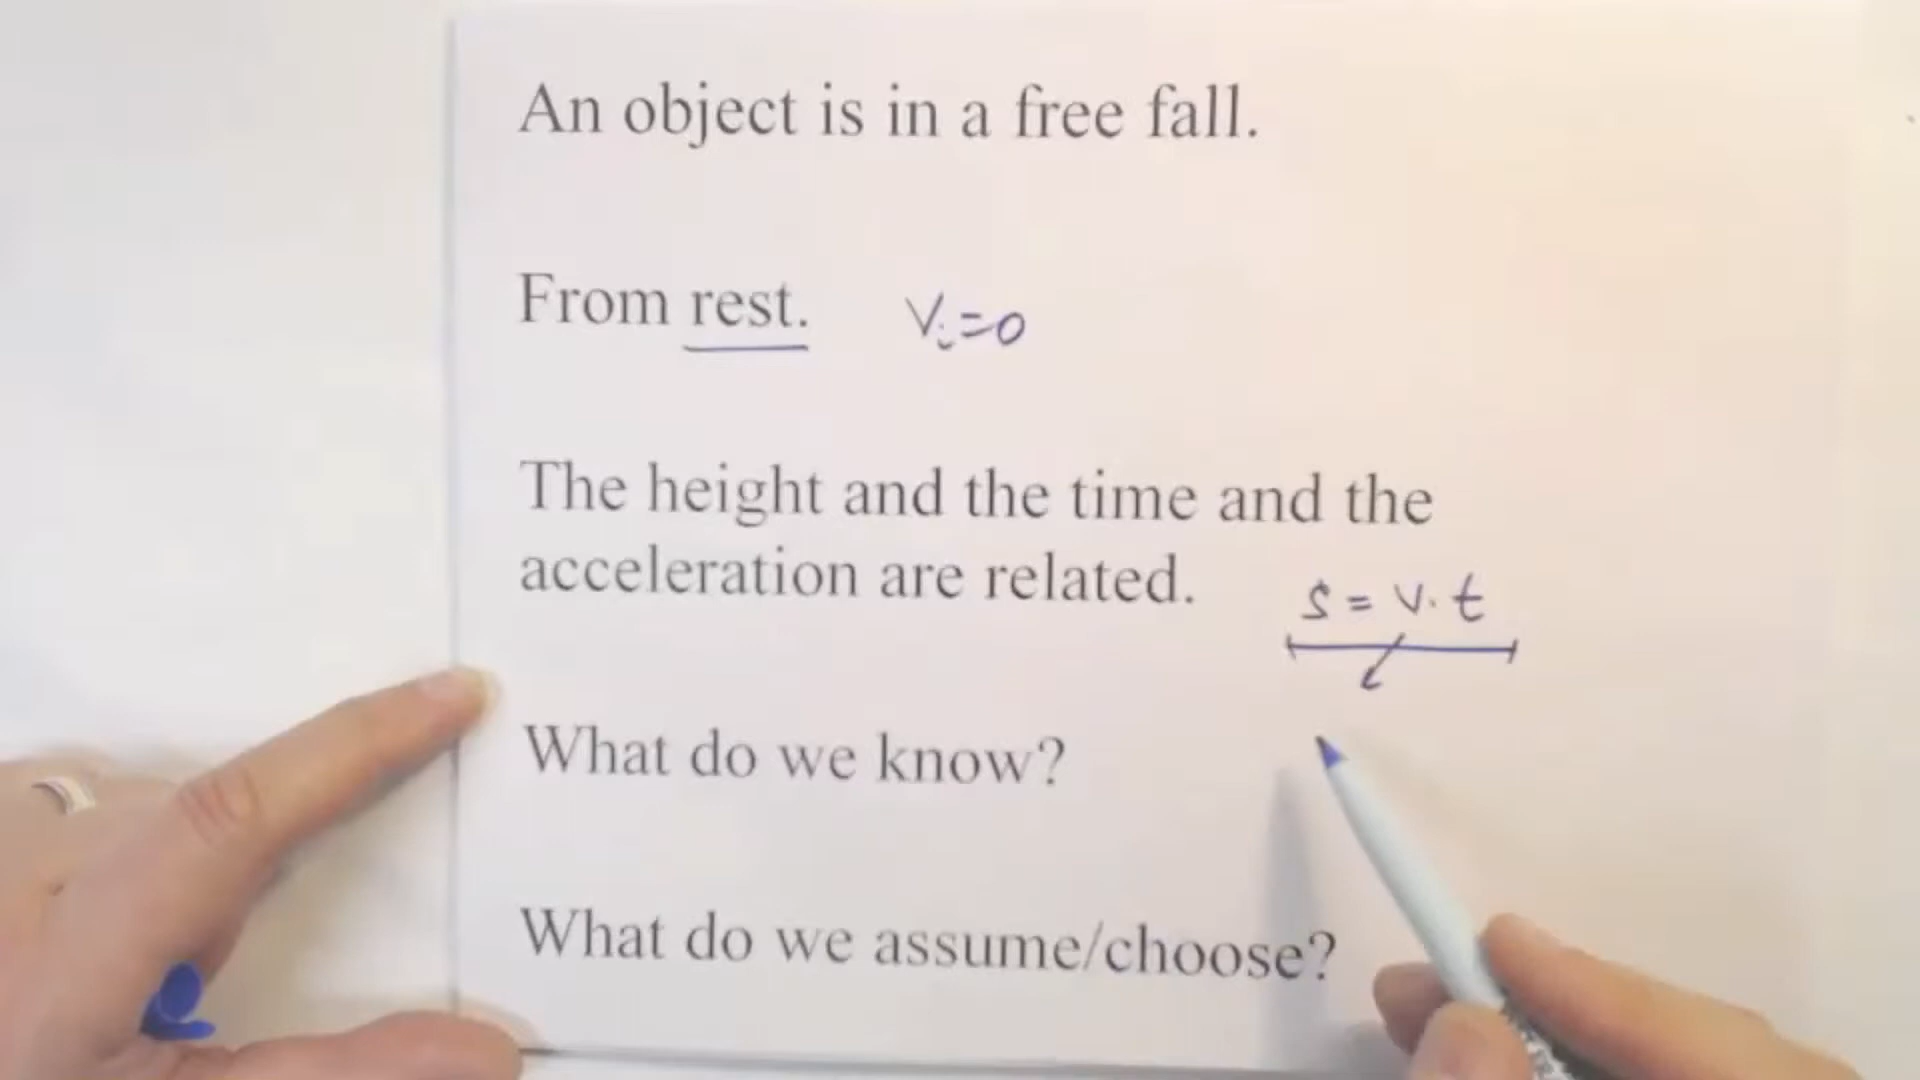 An object is in a free fall.
From rest. Vi=0
The height and the time and the
acceleration are related.
s = v. t
What do we know?
What do we assume/choose?